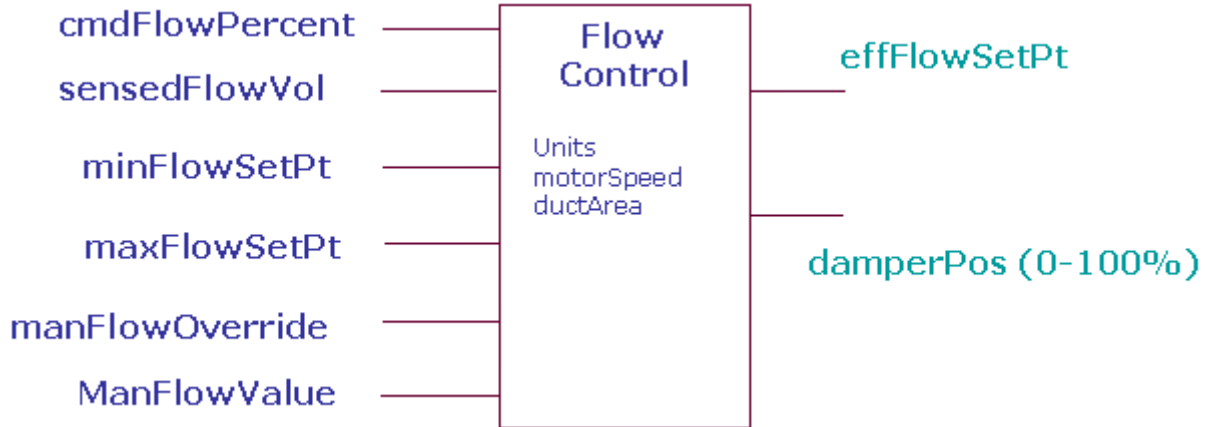 cmdFlowPercent
sensedFlowVol
minFlowSetPt
maxFlowSetPt
manFlowOverride
ManFlowValue
Flow
Control
Units
motorSpeed
ductArea
effFlowSetPt
damperPos (0-100%)